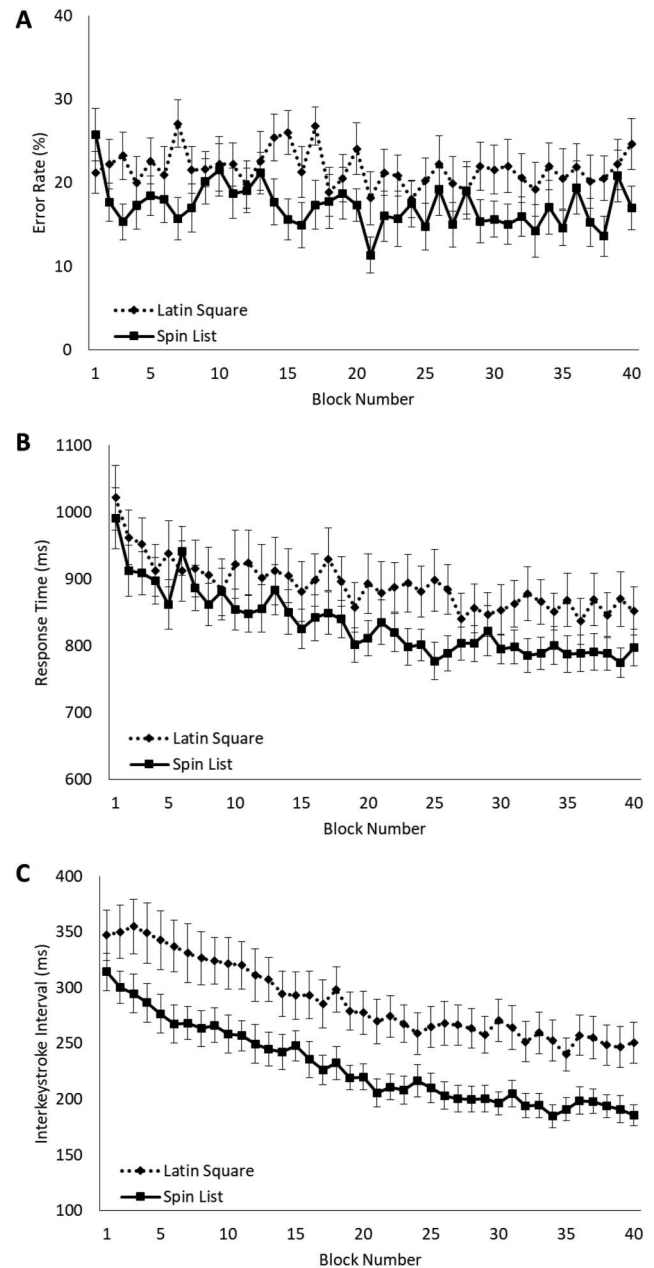 A
40
30
20
10
0
Error Rate (%)
Latin Square
Spin List
1 5 10 15 20 25 30 35 40
Block Number
B
1100
1000
900
800
700
600
Response Time (ms)
Latin Square
Spin List
1 5 10 15 20 25 30 35 40
Block Number
C
400
350
300
250
200
150
100
Interkeystroke Interval (ms)
Latin Square
Spin List
1 5 10 15 20 25 30 35 40
Block Number